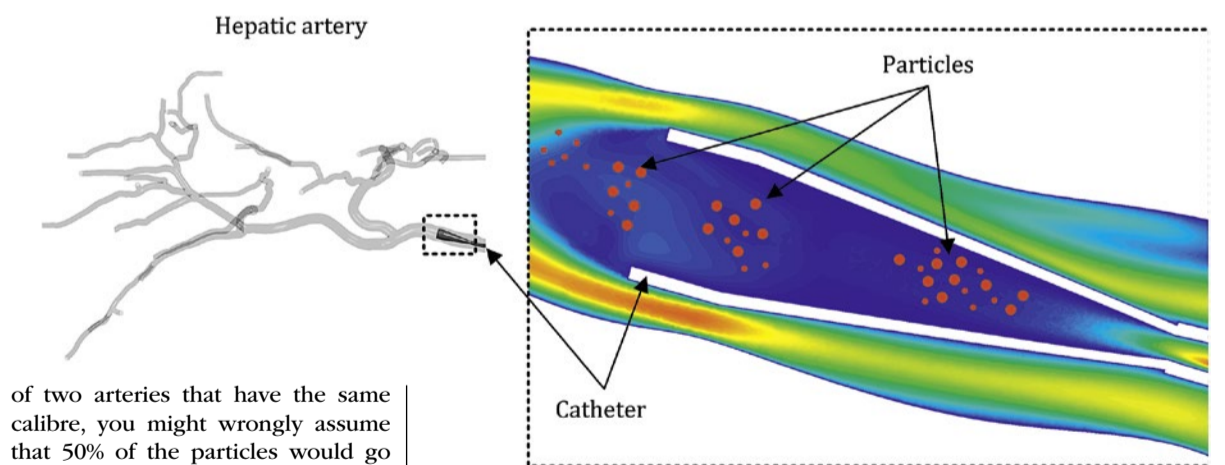 Hepatic artery
Particles
Catheter
of two arteries that have the same
calibre, you might wrongly assume
that 50% of the particles would go